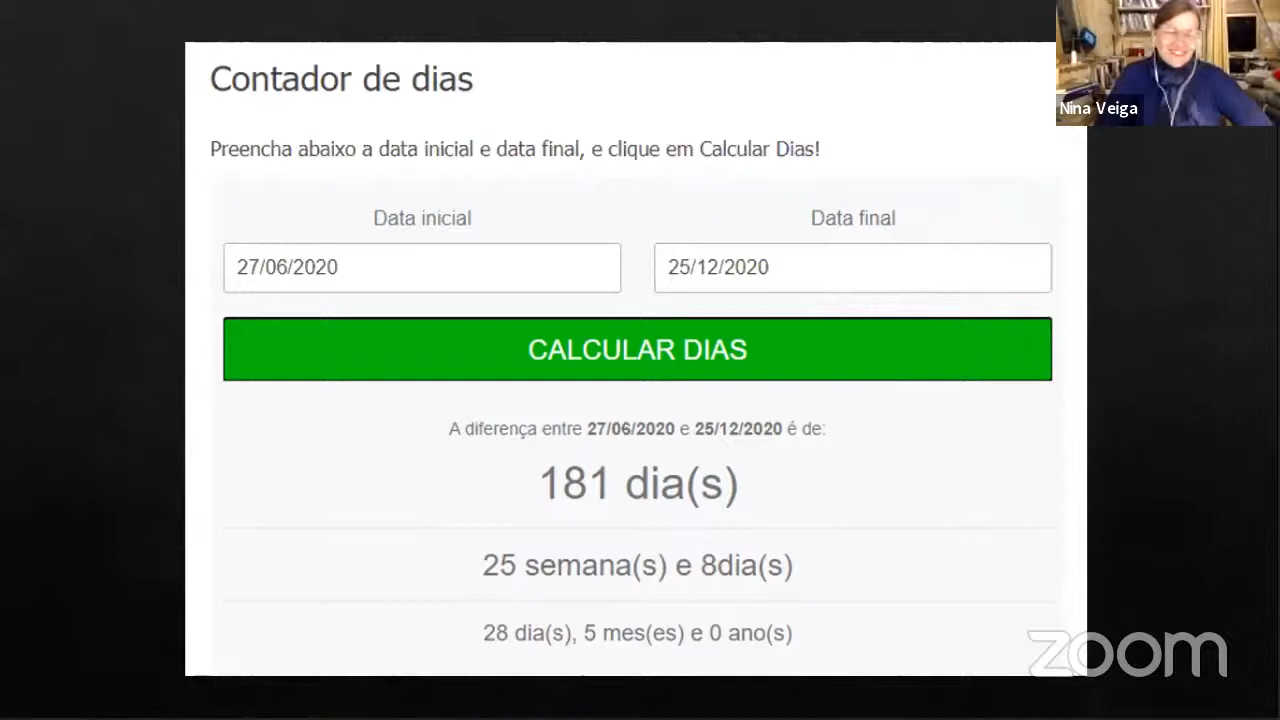 Contador de dias
Nina Veiga
Preencha abaixo a data inicial e data final, e clique em Calcular Dias!
Data inicial
Data final
27/06/2020
25/12/2020
CALCULAR DIAS
A diferença entre 27/06/2020 e 25/12/2020 é de:
181 dia(s)
25 semana(s) e 8dia(s)
28 dia(s), 5 mes(es) e 0 ano(s)
zoom